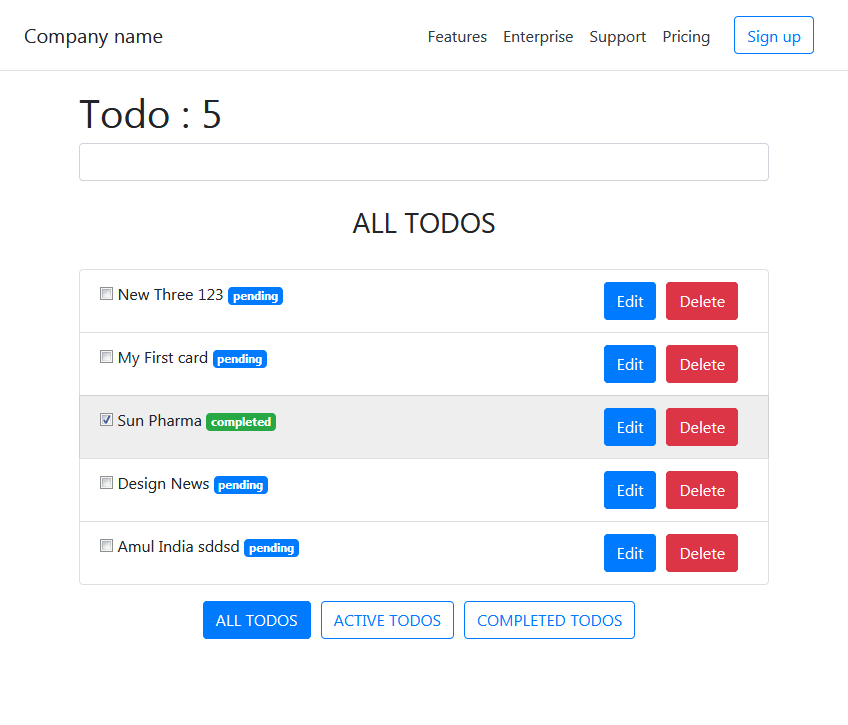 Company name Features Enterprise Support Pricing Sign up
Todo : 5
ALL TODOS
New Three 123 pending Edit Delete
My First card pending Edit Delete
Sun Pharma completed Edit Delete
Design News pending Edit Delete
Amul India sddsd pending Edit Delete
ALL TODOS ACTIVE TODOS COMPLETED TODOS